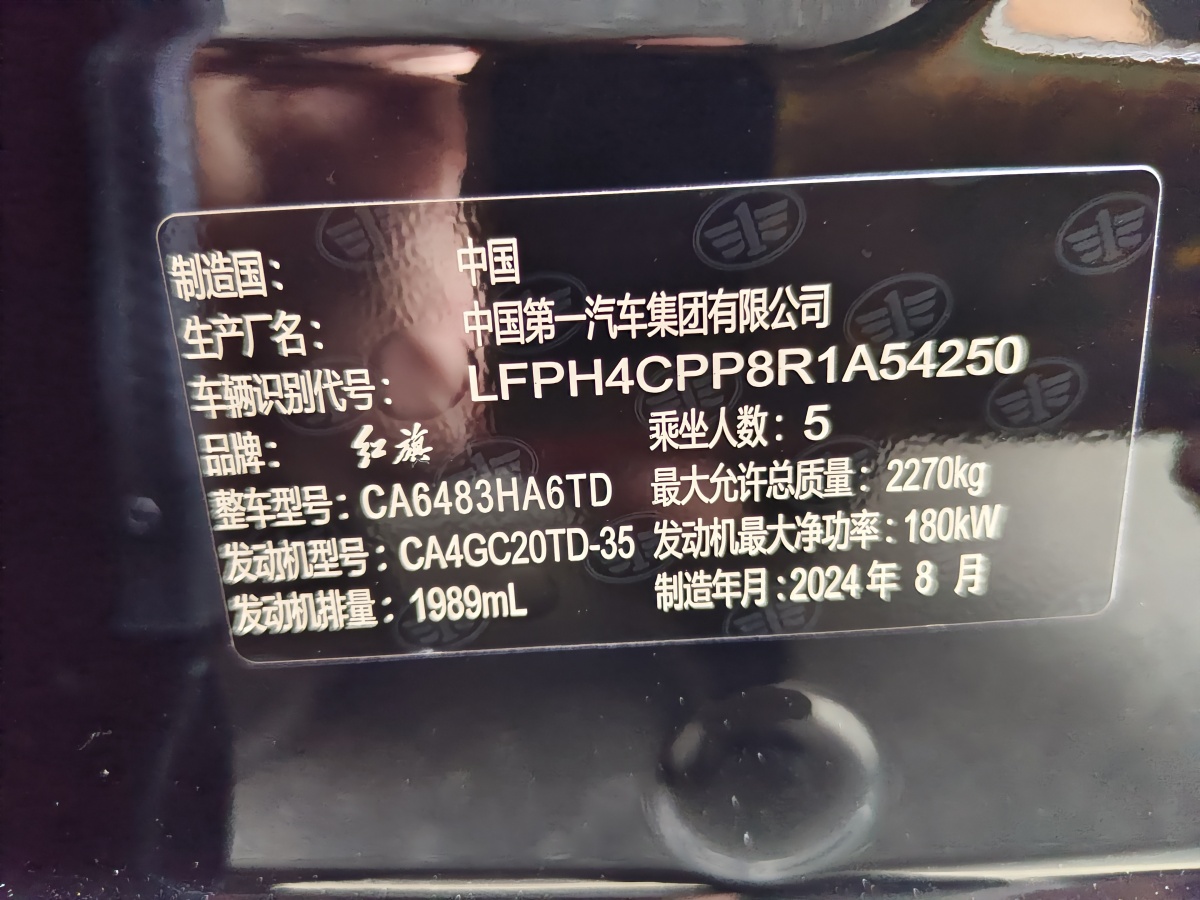 制造国： 中国
生产厂名： 中国第一汽车集团有限公司
车辆识别代号： LFPH4CPP8R1A54250
品牌： 红旗 乘坐人数：5
整车型号：CA6483HA6TD 最大允许总质量：2270kg
发动机型号：CA4GC20TD-35 发动机最大净功率：180kW
发动机排量：1989mL 制造年月：2024年 8 月